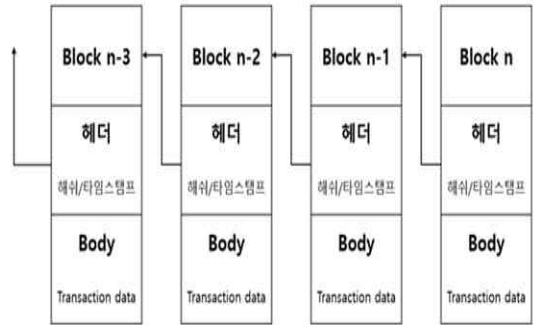 Block n-3
헤더
해쉬/타임스탬프
Body
Transaction data
Block n-2
헤더
해쉬/타임스탬프
Body
Transaction data
Block n-1
헤더
해쉬/타임스탬프
Body
Transaction data
Block n
헤더
해쉬/타임스탬프
Body
Transaction data